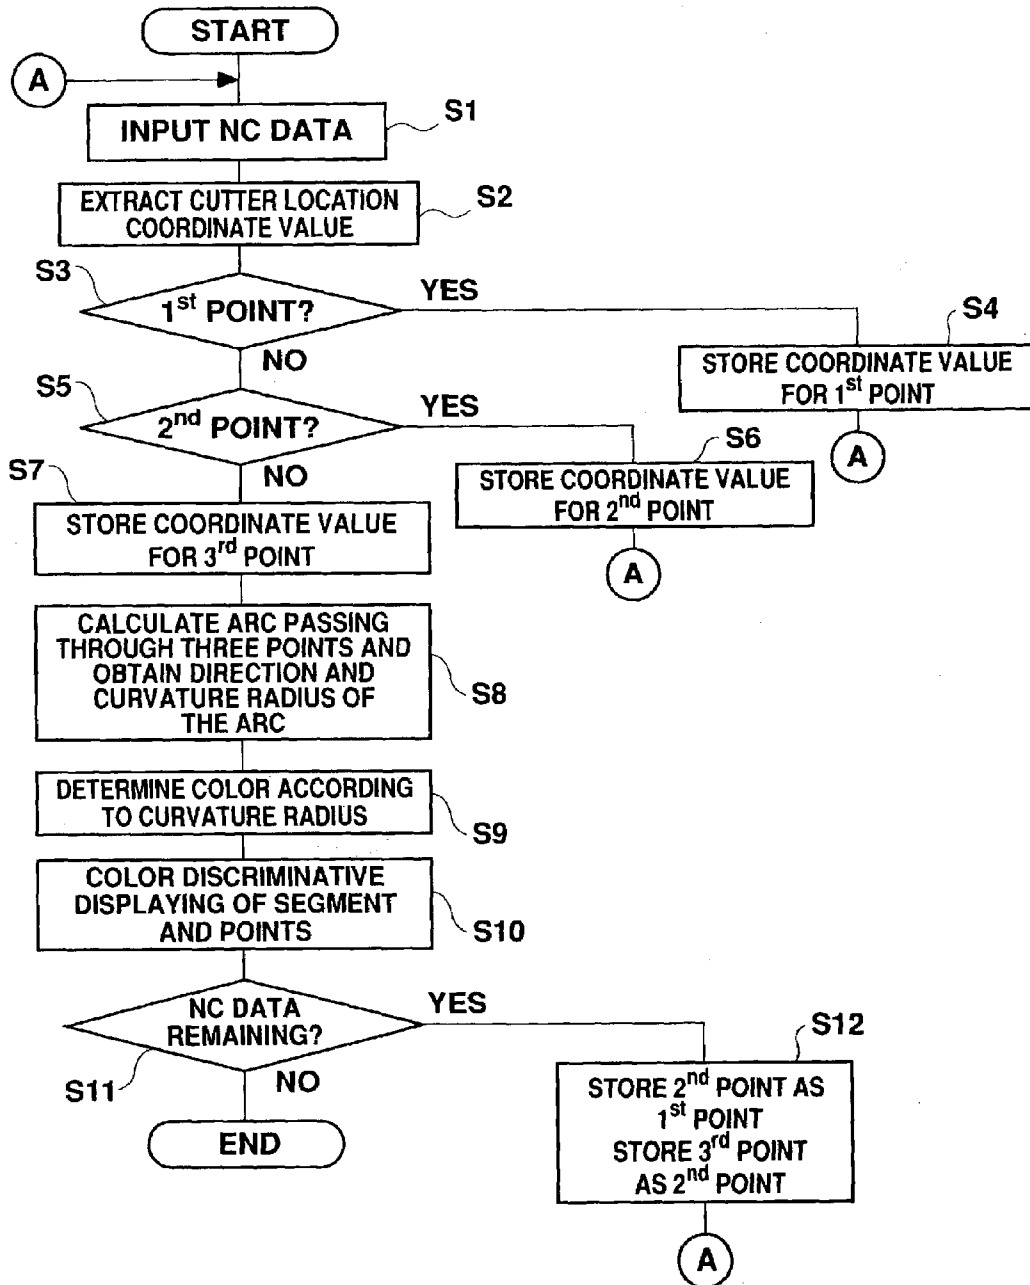 START
A
S1
INPUT NC DATA
S2
EXTRACT CUTTER LOCATION
COORDINATE VALUE
S3
1st POINT?
YES
NO
S4
STORE COORDINATE VALUE
FOR 1st POINT
A
S5
2nd POINT?
YES
NO
S6
STORE COORDINATE VALUE
FOR 2nd POINT
A
S7
STORE COORDINATE VALUE
FOR 3rd POINT
CALCULATE ARC PASSING
THROUGH THREE POINTS AND
OBTAIN DIRECTION AND
CURVATURE RADIUS OF
THE ARC
S8
DETERMINE COLOR ACCORDING
TO CURVATURE RADIUS
S9
COLOR DISCRIMINATIVE
DISPLAYING OF SEGMENT
AND POINTS
S10
NC DATA
REMAINING?
YES
S11
NO
END
S12
STORE 2nd POINT AS
1st POINT
STORE 3rd POINT
AS 2nd POINT
A